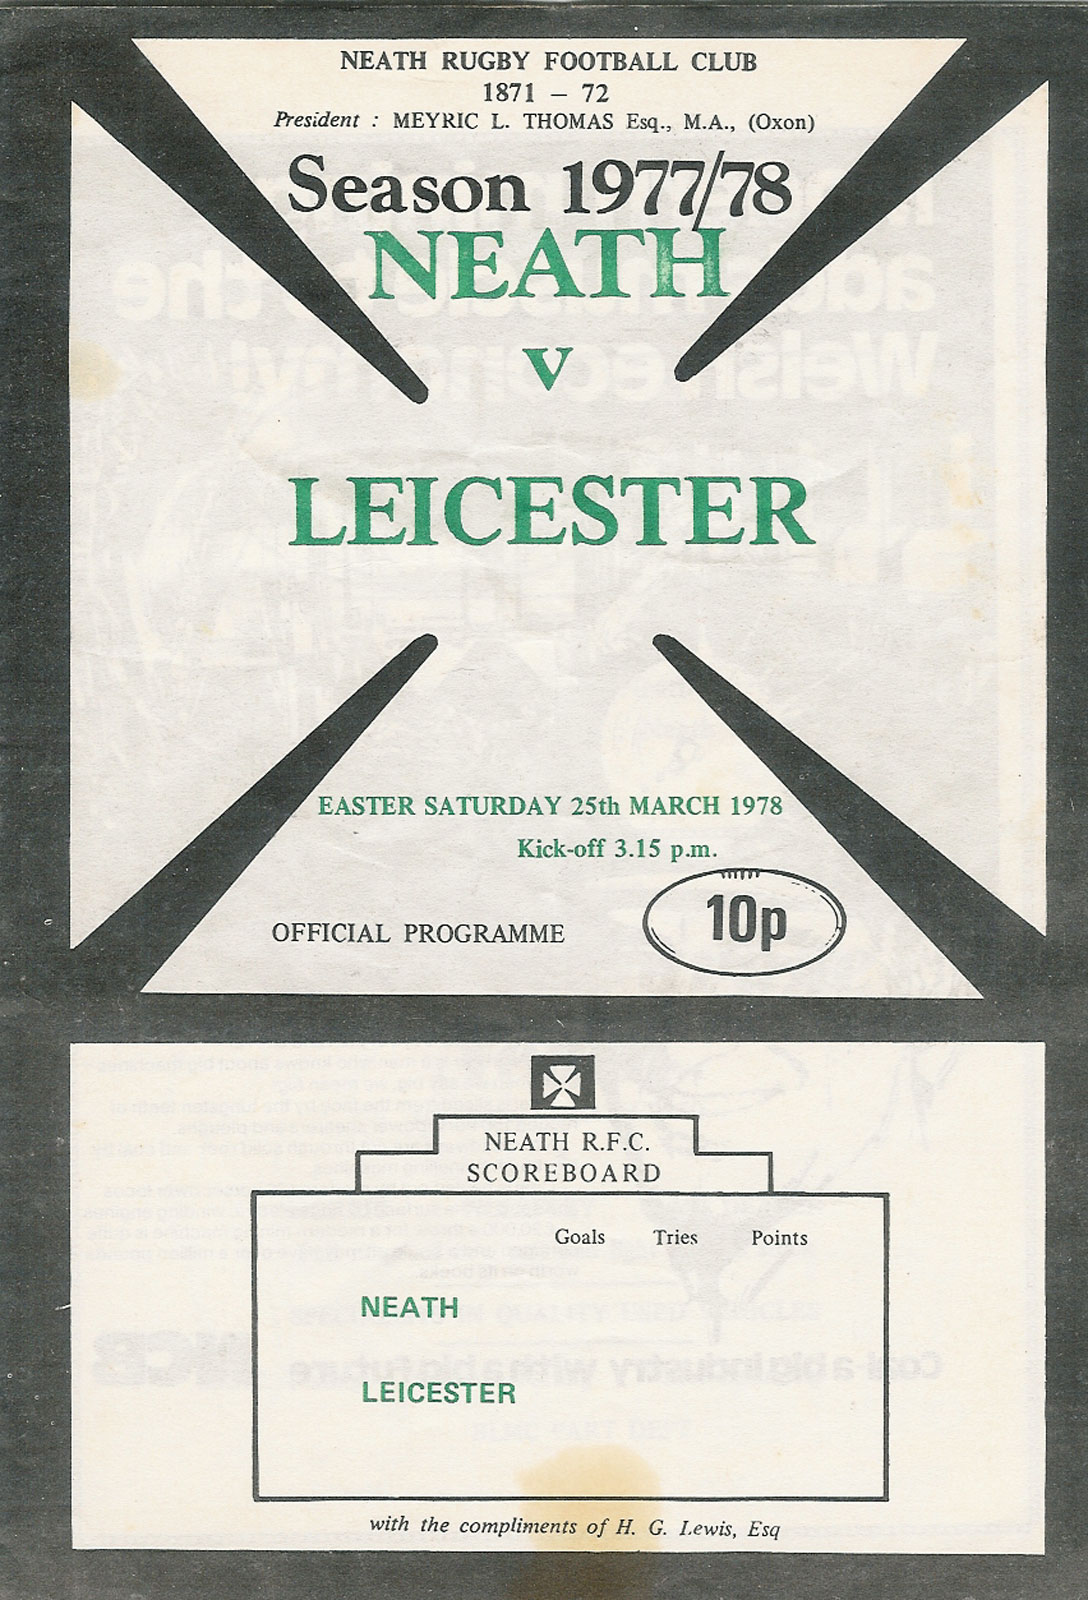 NEATH RUGBY FOOTBALL CLUB
1871 – 72
President : MEYRIC L. THOMAS Esq., M.A., (Oxon)
Season 1977/78
NEATH
v
LEICESTER
EASTER SATURDAY 25th MARCH 1978
Kick-off 3.15 p.m.
OFFICIAL PROGRAMME
10p
NEATH R.F.C.
SCOREBOARD
Goals Tries Points
NEATH
LEICESTER
with the compliments of H. G. Lewis, Esq